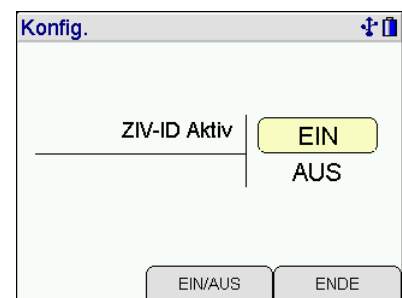 Konfig.
ZIV-ID Aktiv
EIN
AUS
EIN/AUS
ENDE